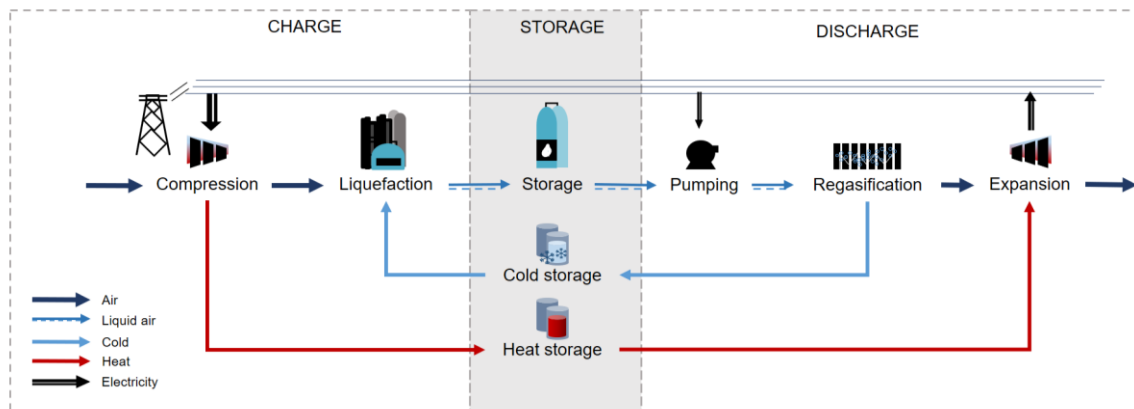 CHARGE
STORAGE
DISCHARGE
Compression
Liquefaction
Storage
Pumping
Regasification
Expansion
Cold storage
Heat storage
Air
Liquid air
Cold
Heat
Electricity